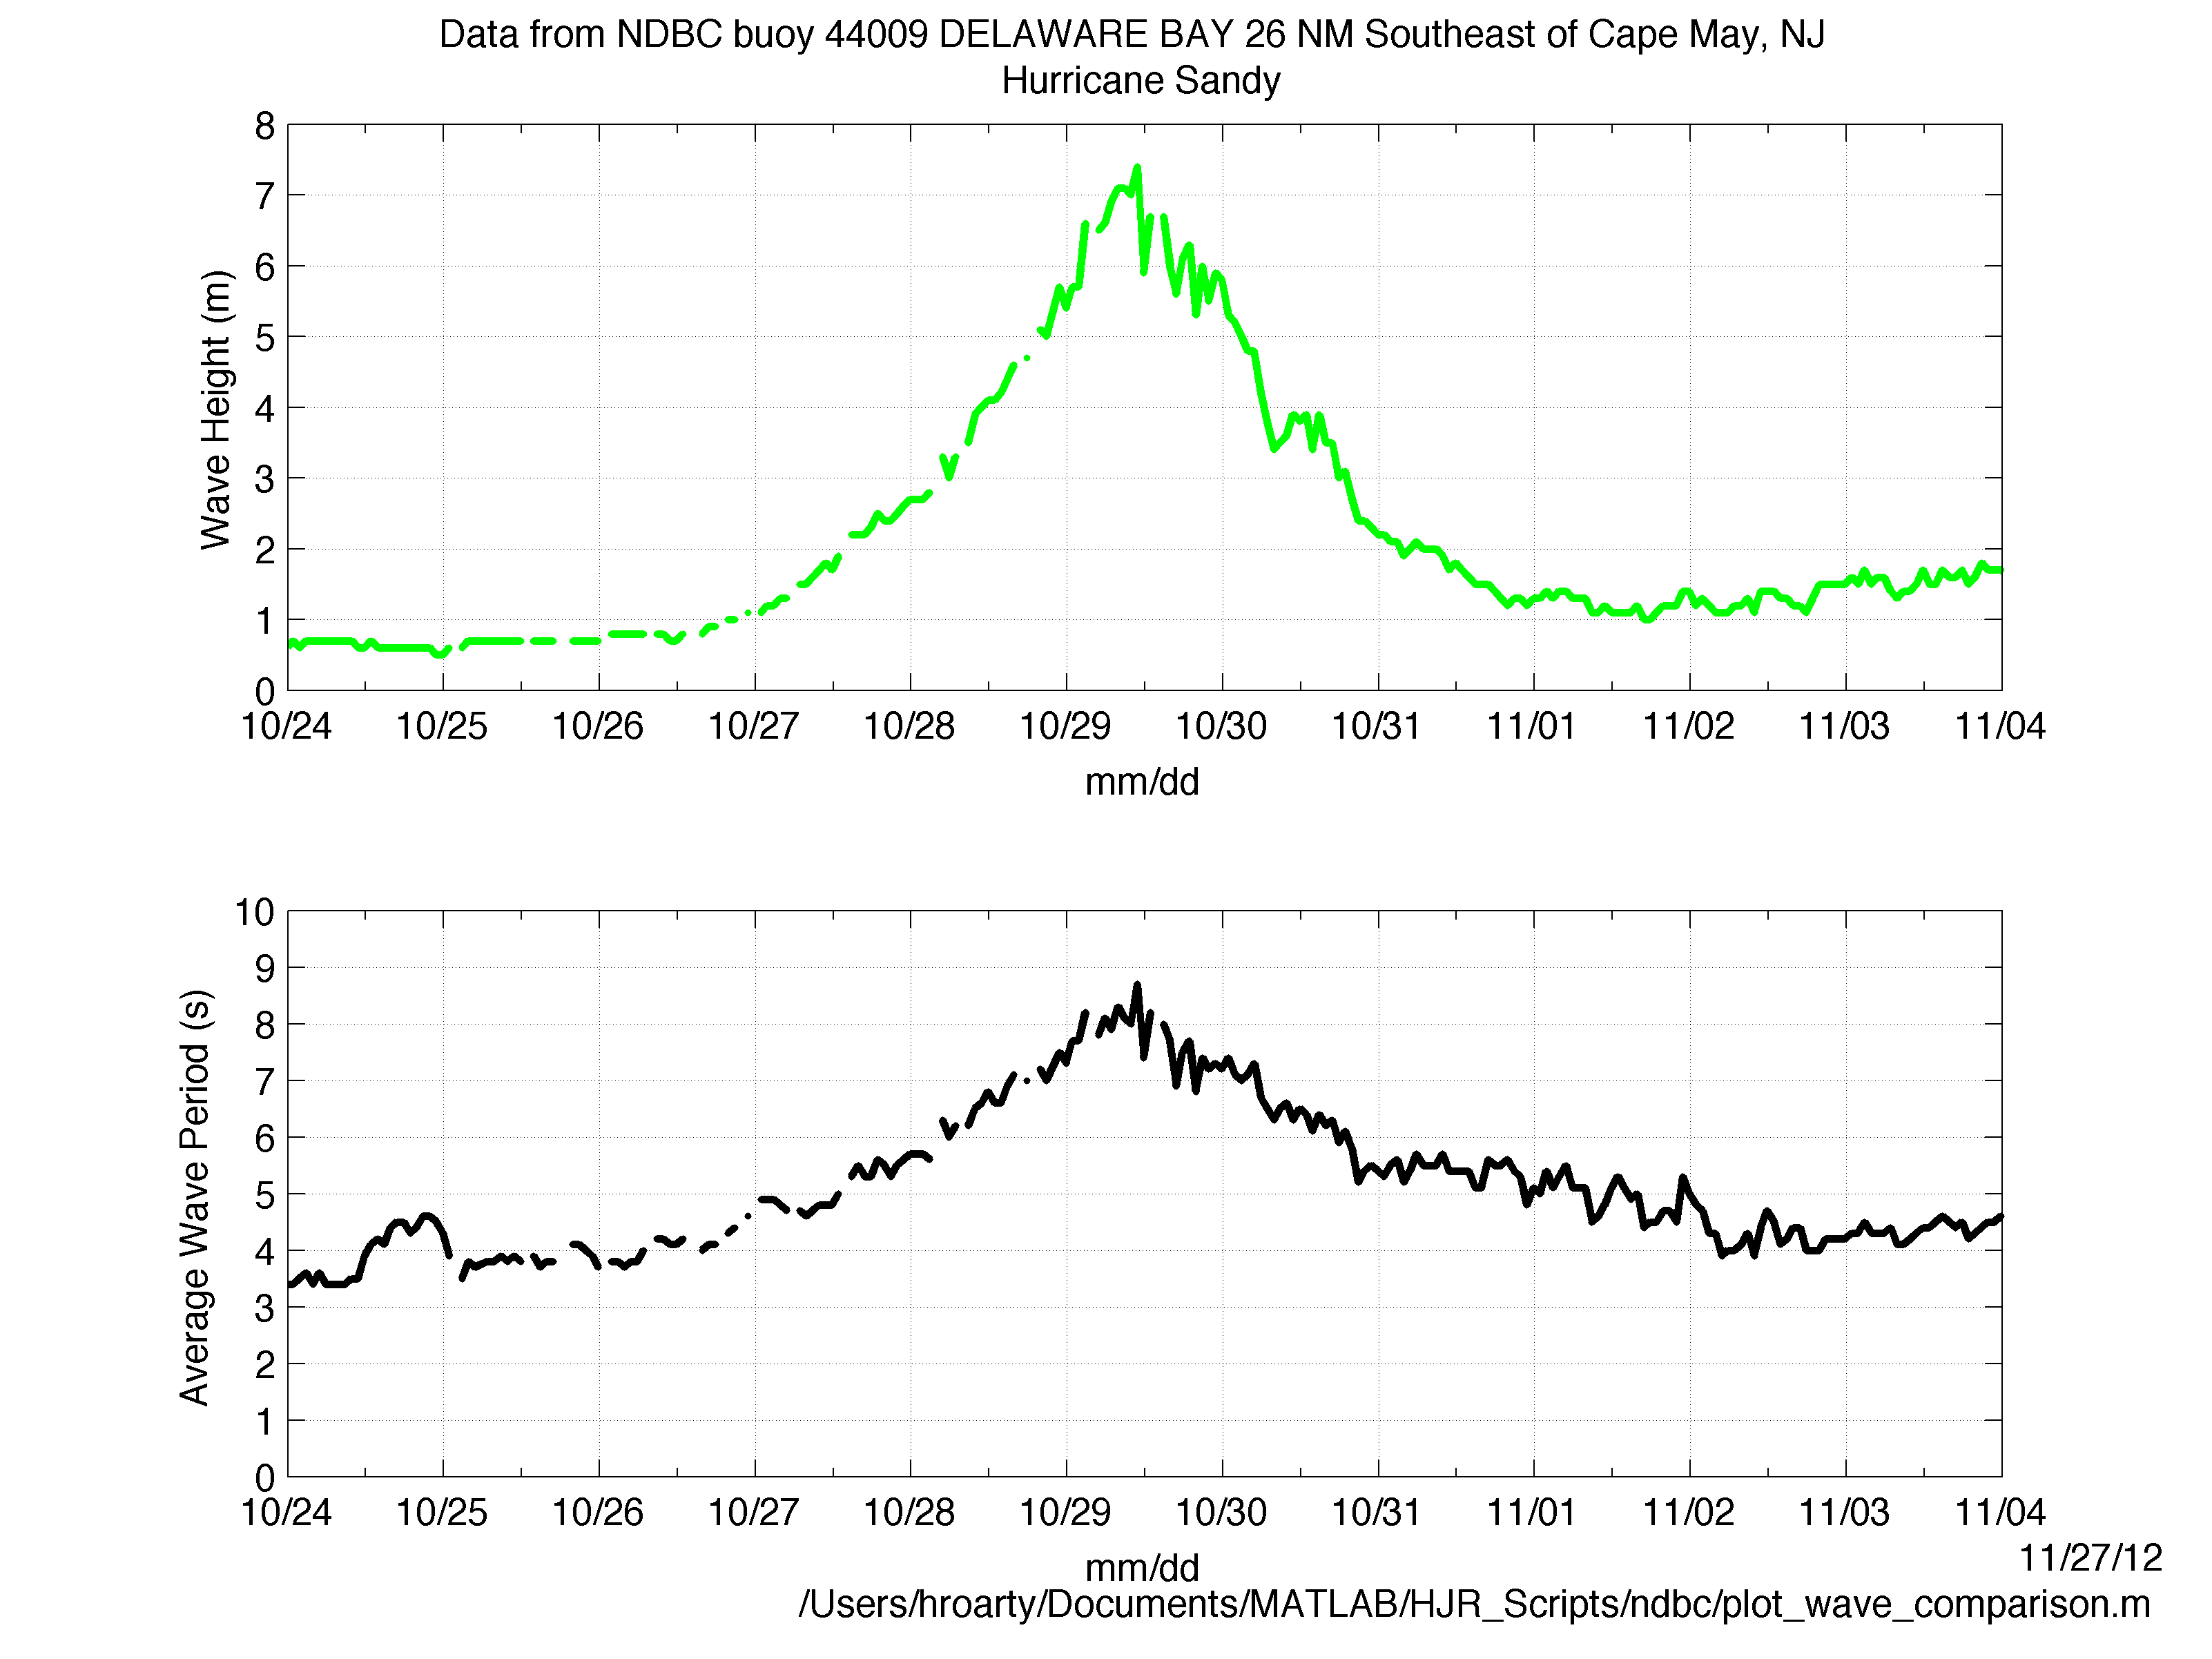 Data from NDBC buoy 44009 DELAWARE BAY 26 NM Southeast of Cape May, NJ
Hurricane Sandy
8
7
6
5
4
3
2
1
0
Wave Height (m)
10/24 10/25 10/26 10/27 10/28 10/29 10/30 10/31 11/01 11/02 11/03 11/04
mm/dd
10
9
8
7
6
5
4
3
2
1
0
Average Wave Period (s)
10/24 10/25 10/26 10/27 10/28 10/29 10/30 10/31 11/01 11/02 11/03 11/04
mm/dd
11/27/12
/Users/hroarty/Documents/MATLAB/HJR_Scripts/ndbc/plot_wave_comparison.m